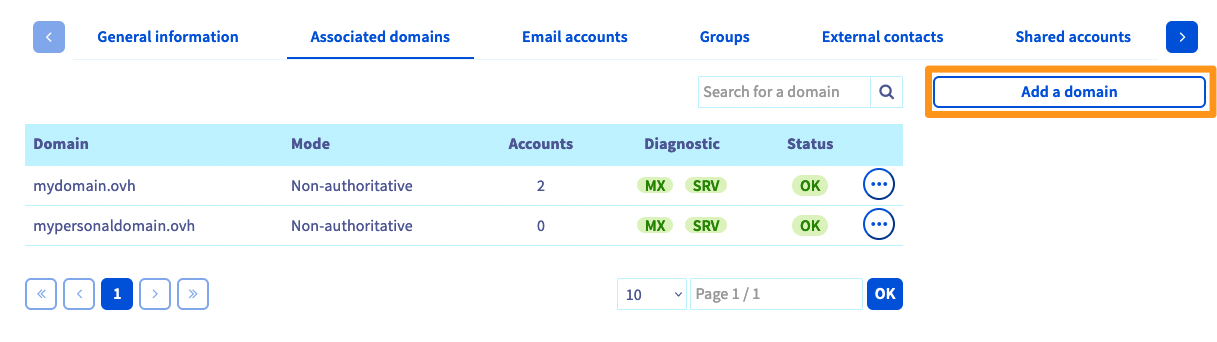 General information Associated domains Email accounts Groups External contacts Shared accounts
Search for a domain Add a domain
Domain Mode Accounts Diagnostic Status
mydomain.ovh Non-authoritative 2 MX SRV OK
mypersonaldomain.ovh Non-authoritative 0 MX SRV OK
1 10 Page 1 / 1 OK